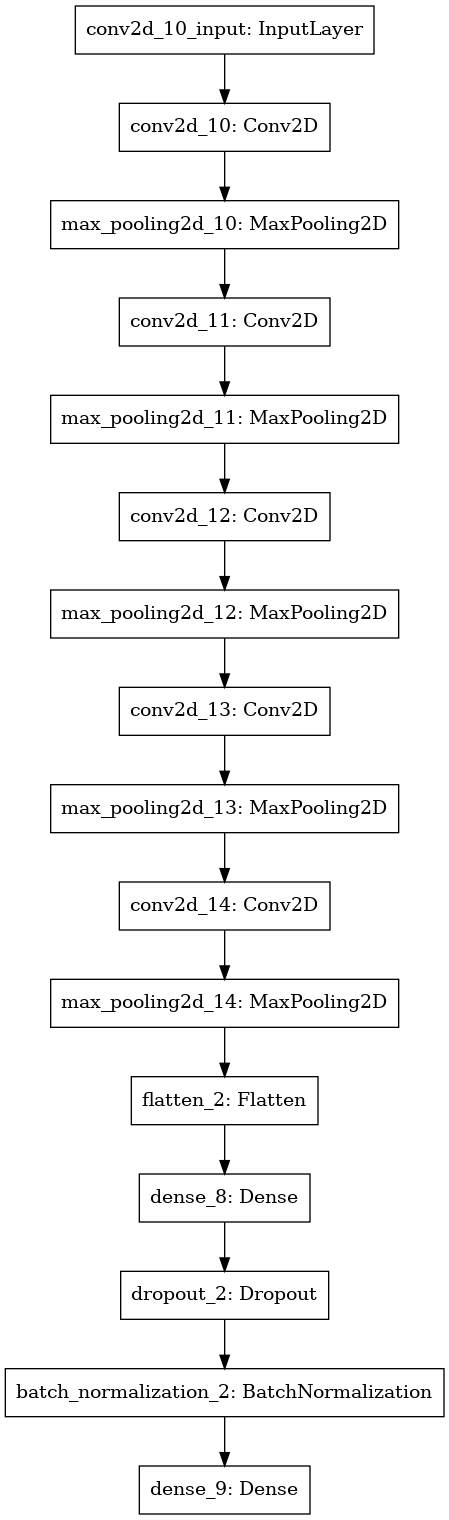 conv2d_10_input: InputLayer
conv2d_10: Conv2D
max_pooling2d_10: MaxPooling2D
conv2d_11: Conv2D
max_pooling2d_11: MaxPooling2D
conv2d_12: Conv2D
max_pooling2d_12: MaxPooling2D
conv2d_13: Conv2D
max_pooling2d_13: MaxPooling2D
conv2d_14: Conv2D
max_pooling2d_14: MaxPooling2D
flatten_2: Flatten
dense_8: Dense
dropout_2: Dropout
batch_normalization_2: BatchNormalization
dense_9: Dense